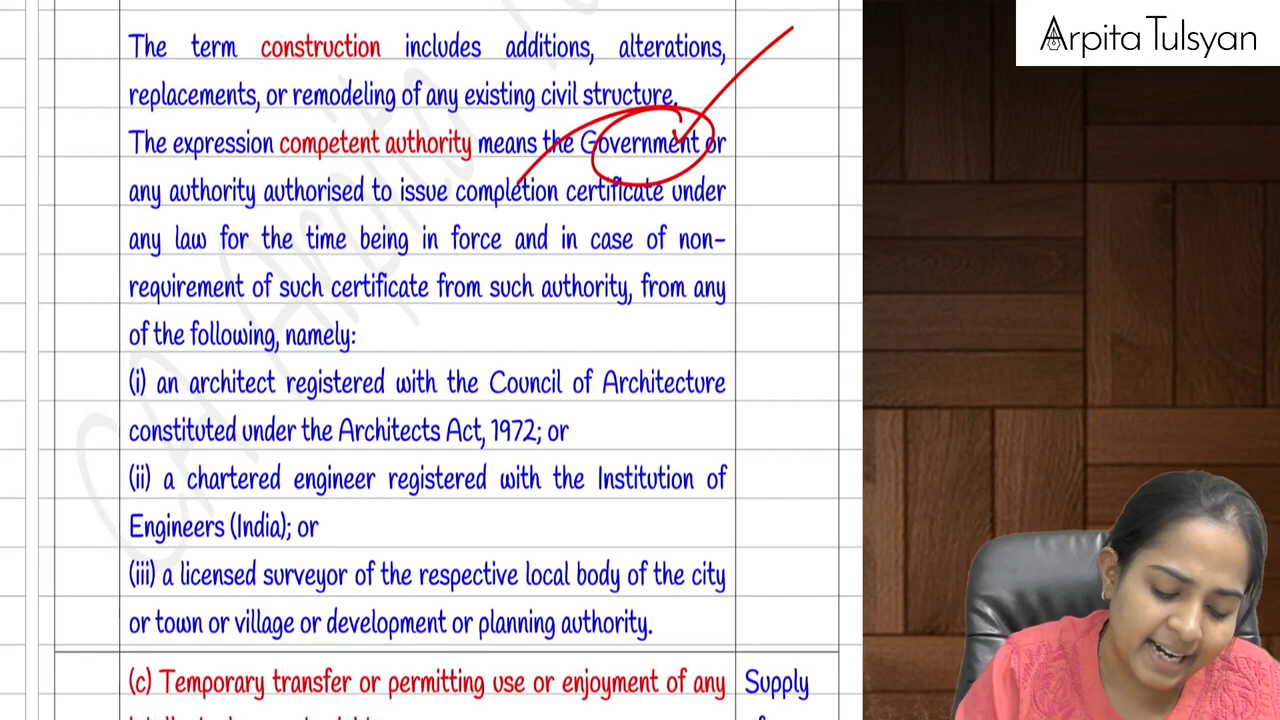 Arpita Tulsyan
The term construction includes additions, alterations,
replacements, or remodeling of any existing civil structure.
The expression competent authority means the Government or
any authority authorised to issue completion certificate under
any law for the time being in force and in case of non-
requirement of such certificate from such authority, from any
of the following, namely:
(i) an architect registered with the Council of Architecture
constituted under the Architects Act, 1972; or
(ii) a chartered engineer registered with the Institution of
Engineers (India); or
(iii) a licensed surveyor of the respective local body of the city
or town or village or development or planning authority.
(c) Temporary transfer or permitting use or enjoyment of any
Supply
CA Arpita